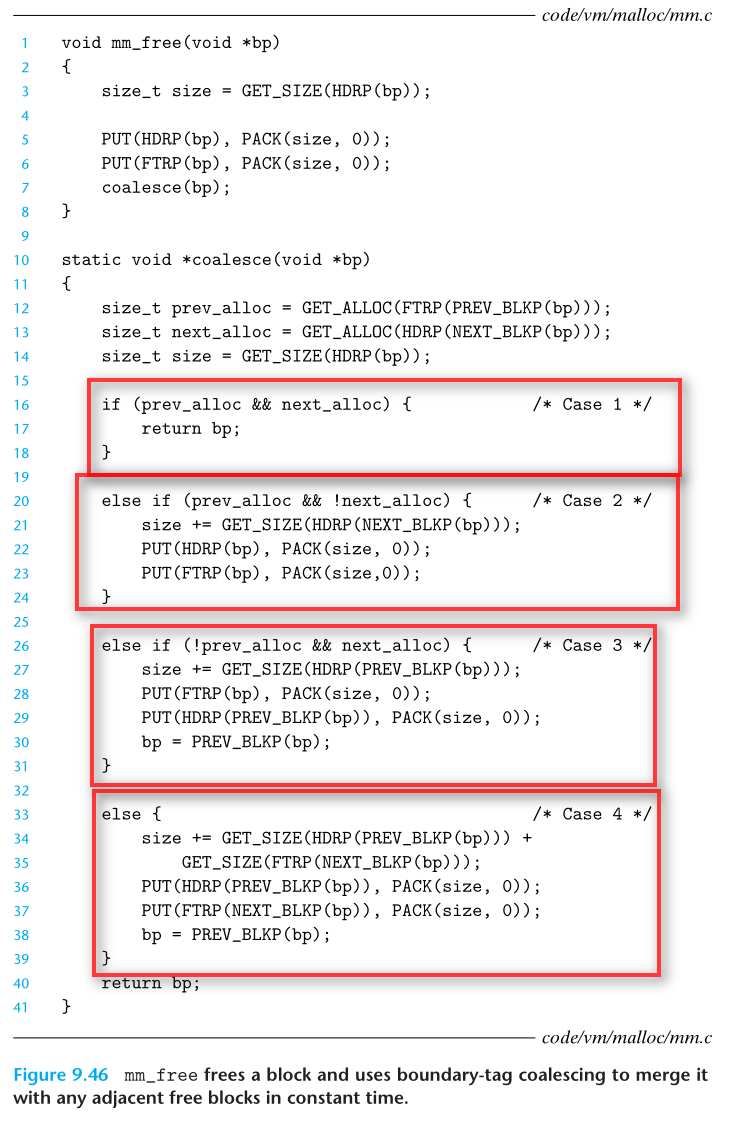 code/vm/malloc/mm.c
1 void mm_free(void *bp)
2 {
3 size_t size = GET_SIZE(HDRP(bp));
4
5 PUT(HDRP(bp), PACK(size, 0));
6 PUT(FTRP(bp), PACK(size, 0));
7 coalesce(bp);
8 }
9
10 static void *coalesce(void *bp)
11 {
12 size_t prev_alloc = GET_ALLOC(FTRP(PREV_BLKP(bp)));
13 size_t next_alloc = GET_ALLOC(HDRP(NEXT_BLKP(bp)));
14 size_t size = GET_SIZE(HDRP(bp));
15
16 if (prev_alloc && next_alloc) { /* Case 1 */
17 return bp;
18 }
19
20 else if (prev_alloc && !next_alloc) { /* Case 2 */
21 size += GET_SIZE(HDRP(NEXT_BLKP(bp)));
22 PUT(HDRP(bp), PACK(size, 0));
23 PUT(FTRP(bp), PACK(size,0));
24 }
25
26 else if (!prev_alloc && next_alloc) { /* Case 3 */
27 size += GET_SIZE(HDRP(PREV_BLKP(bp)));
28 PUT(FTRP(bp), PACK(size, 0));
29 PUT(HDRP(PREV_BLKP(bp)), PACK(size, 0));
30 bp = PREV_BLKP(bp);
31 }
32
33 else { /* Case 4 */
34 size += GET_SIZE(HDRP(PREV_BLKP(bp))) +
35 GET_SIZE(FTRP(NEXT_BLKP(bp)));
36 PUT(HDRP(PREV_BLKP(bp)), PACK(size, 0));
37 PUT(FTRP(NEXT_BLKP(bp)), PACK(size, 0));
38 bp = PREV_BLKP(bp);
39 }
40 return bp;
41 }
code/vm/malloc/mm.c
Figure 9.46 mm_free frees a block and uses boundary-tag coalescing to merge it
with any adjacent free blocks in constant time.